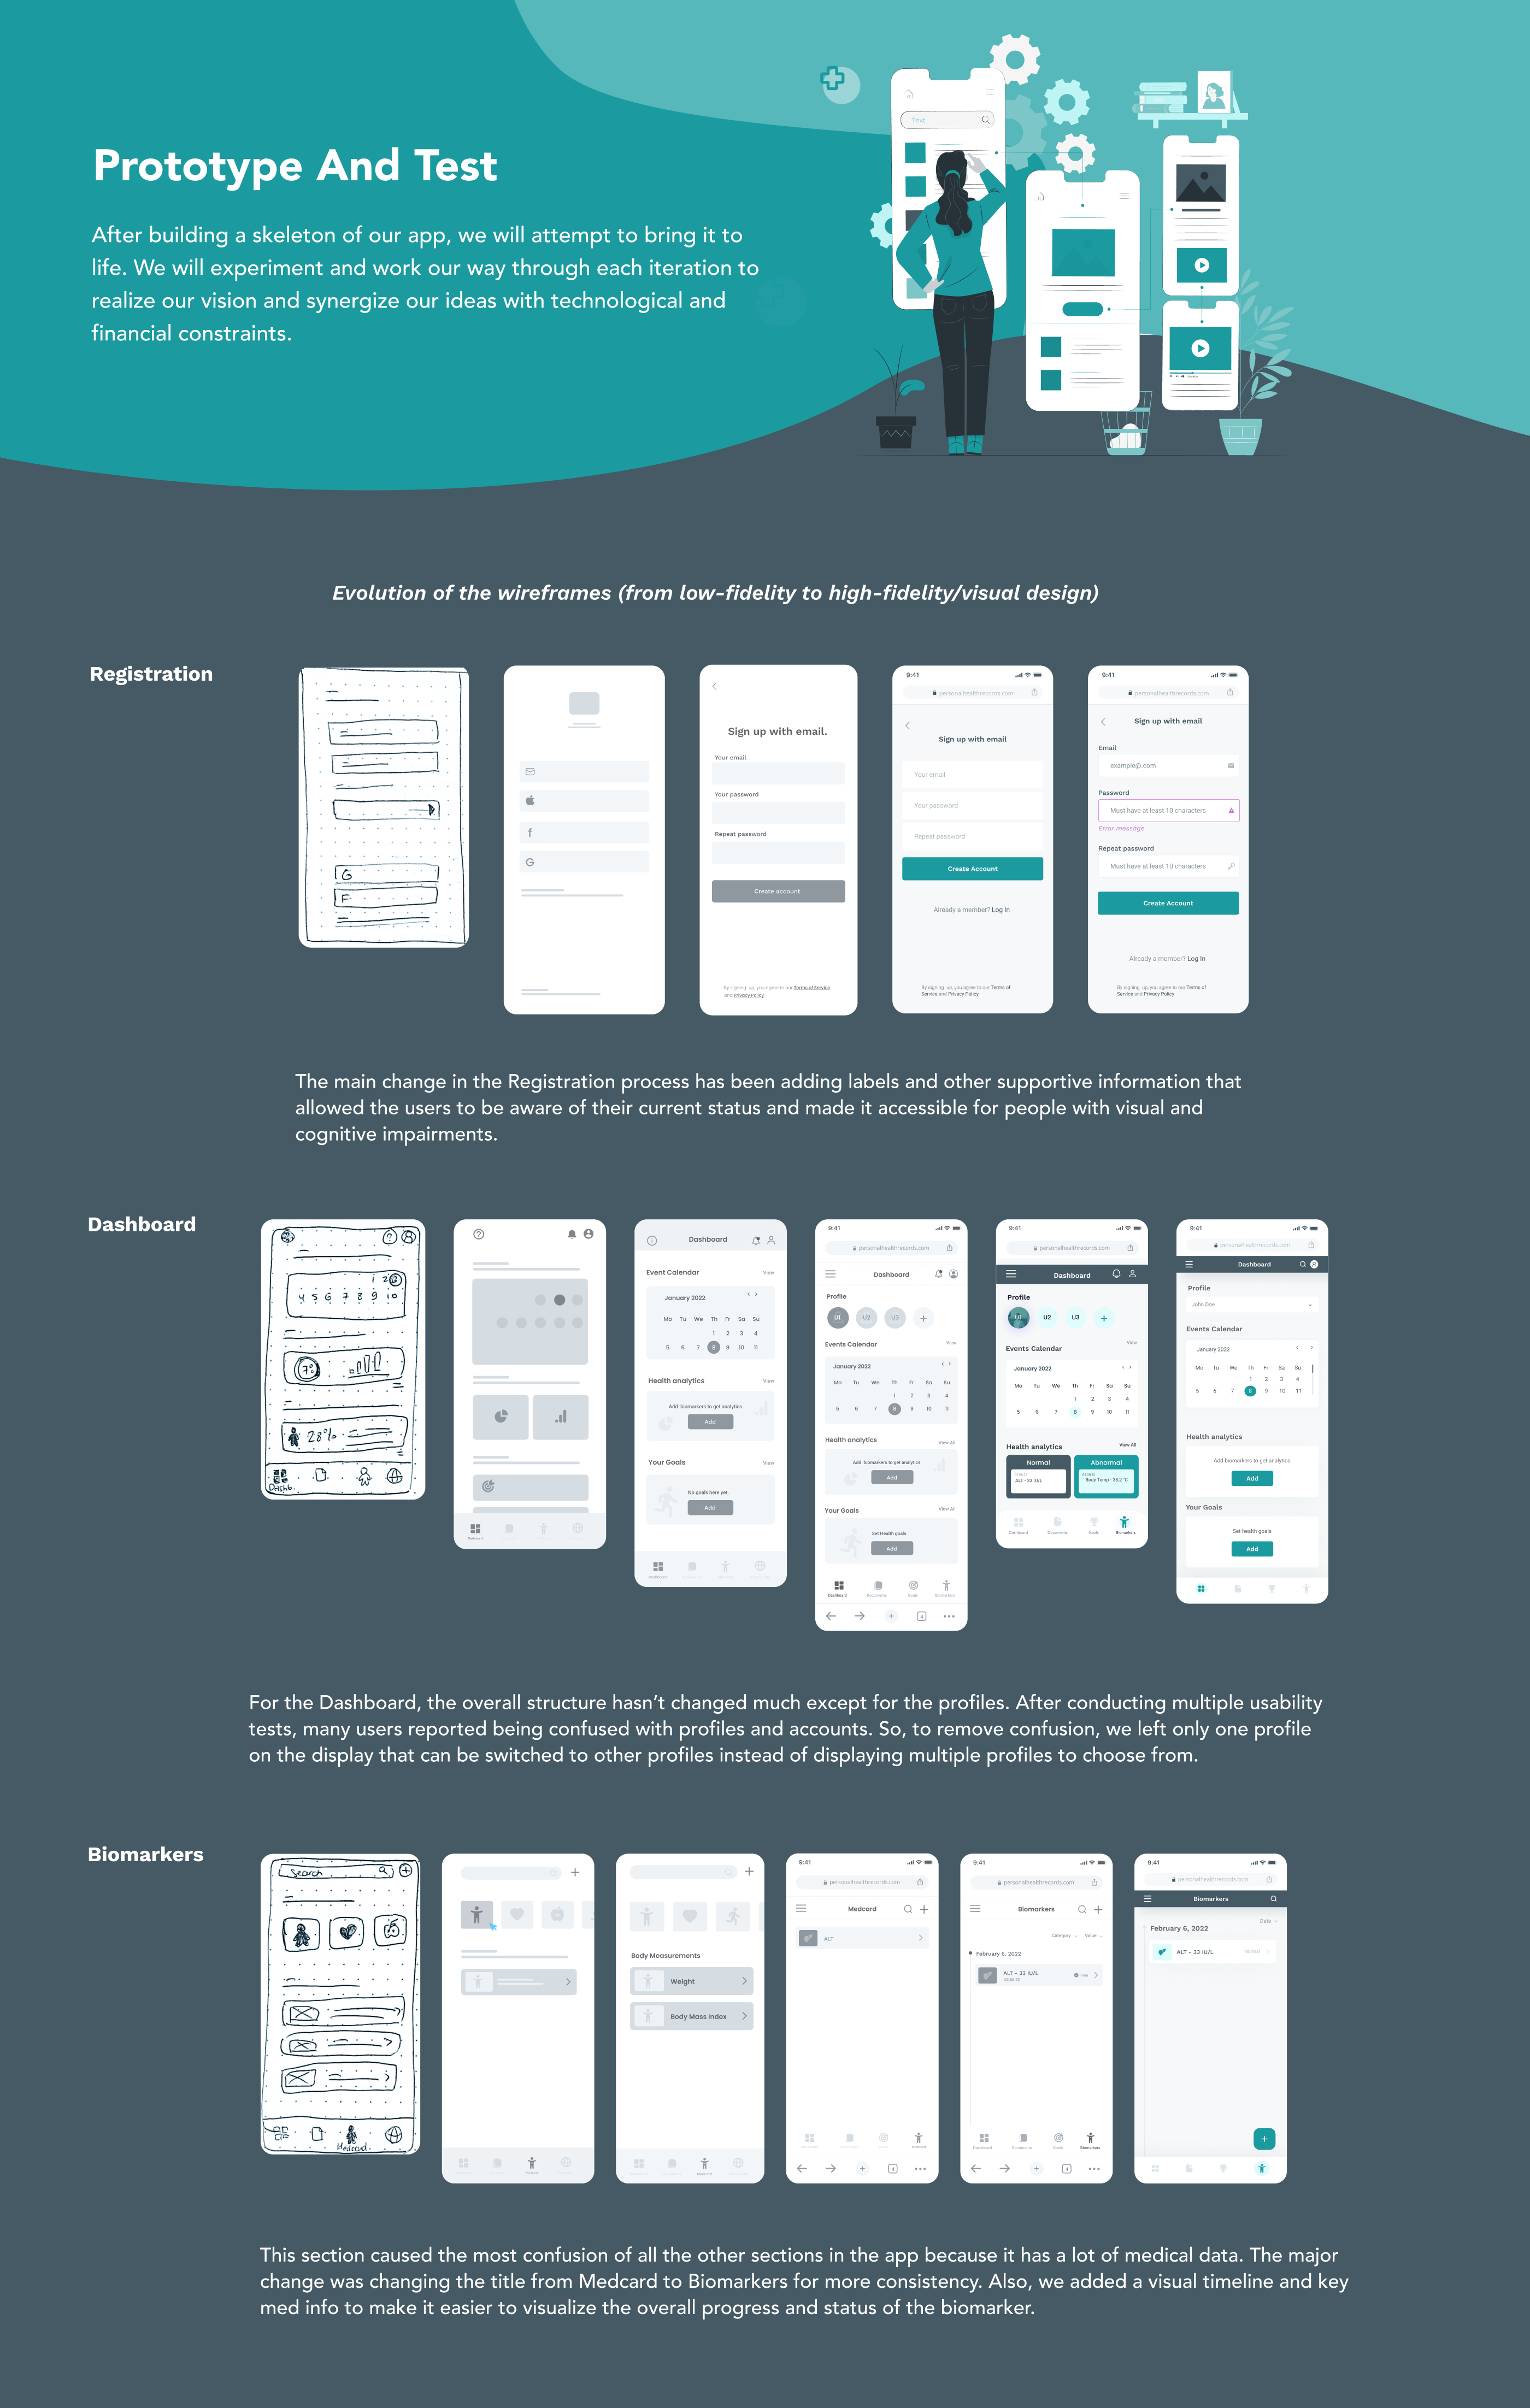 Prototype And Test
After building a skeleton of our app, we will attempt to bring it to
life. We will experiment and work our way through each iteration to
realize our vision and synergize our ideas with technological and
financial constraints.
Text
Evolution of the wireframes (from low-fidelity to high-fidelity/visual design)
Registration
G
F
f
G
Sign up with email.
Your email
Your password
Repeat password
Create account
By signing up, you agree to our Terms of Service
and Privacy Policy
9:41
personalhealthrecords.com
Sign up with email
Your email
Your password
Repeat password
Create Account
Already a member? Log In
By signing up, you agree to our Terms of
Service and Privacy Policy
9:41
personalhealthrecords.com
Sign up with email
Email
example@.com
Password
Must have at least 10 characters
Error message
Repeat password
Must have at least 10 characters
Create Account
Already a member? Log In
By signing up, you agree to our Terms of
Service and Privacy Policy
The main change in the Registration process has been adding labels and other supportive information that
allowed the users to be aware of their current status and made it accessible for people with visual and
cognitive impairments.
Dashboard
?
1 2 3
4 5 6 7 8 9 10
28%
Dashb.
?
Dashboard
Dashboard
Event Calendar
View
January 2022
Mo Tu We Th Fr Sa Su
1 2 3 4
5 6 7 8 9 10 11
Health analytics
View
Add biomarkers to get analytics
Add
Your Goals
View
No goals here yet.
Add
Dashboard
9:41
personalhealthrecords.com
Dashboard
Profile
U1 U2 U3 +
Events Calendar
View
January 2022
Mo Tu We Th Fr Sa Su
1 2 3 4
5 6 7 8 9 10 11
Health analytics
View All
Add biomarkers to get analytics
Add
Your Goals
View All
Set Health goals
Add
Dashboard Documents Goals Biomarkers
4
9:41
personalhealthrecords.com
Dashboard
Profile
U1 U2 U3 +
View
Events Calendar
January 2022
Mo Tu We Th Fr Sa Su
1 2 3 4
5 6 7 8 9 10 11
Health analytics
View All
Normal
Abnormal
ALT - 33 IU/L
Body Temp - 38,2 °C
Dashboard Documents Goals Biomarkers
9:41
personalhealthrecords.com
Dashboard
Profile
John Doe
Events Calendar
January 2022
Mo Tu We Th Fr Sa Su
1 2 3 4
5 6 7 8 9 10 11
Health analytics
Add biomarkers to get analytics
Add
Your Goals
Set health goals
Add
For the Dashboard, the overall structure hasn’t changed much except for the profiles. After conducting multiple usability
tests, many users reported being confused with profiles and accounts. So, to remove confusion, we left only one profile
on the display that can be switched to other profiles instead of displaying multiple profiles to choose from.
Biomarkers
Search
Medcard
Body Measurements
Weight
Body Mass Index
9:41
personalhealthrecords.com
Medcard
ALT
4
9:41
personalhealthrecords.com
Biomarkers
Category Value
February 6, 2022
ALT - 33 IU/L
Fine
Dashboard Documents Goals Biomarkers
4
9:41
personalhealthrecords.com
Biomarkers
Date
February 6, 2022
ALT - 33 IU/L
Normal
This section caused the most confusion of all the other sections in the app because it has a lot of medical data. The major
change was changing the title from Medcard to Biomarkers for more consistency. Also, we added a visual timeline and key
med info to make it easier to visualize the overall progress and status of the biomarker.